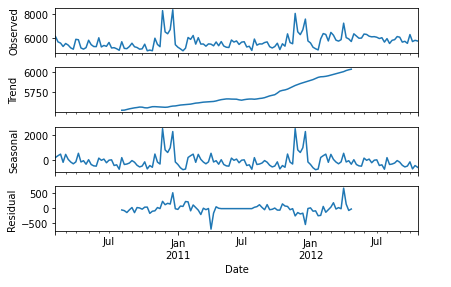 Observed
8000
6000
Trend
6000
5750
Seasonal
2000
0
Residual
500
0
−500
Jul
Jan
2011
Jul
Jan
2012
Jul
Date